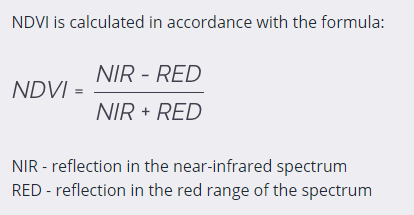 NDVI is calculated in accordance with the formula:
NDVI = NIR - RED
NIR + RED
NIR - reflection in the near-infrared spectrum
RED - reflection in the red range of the spectrum